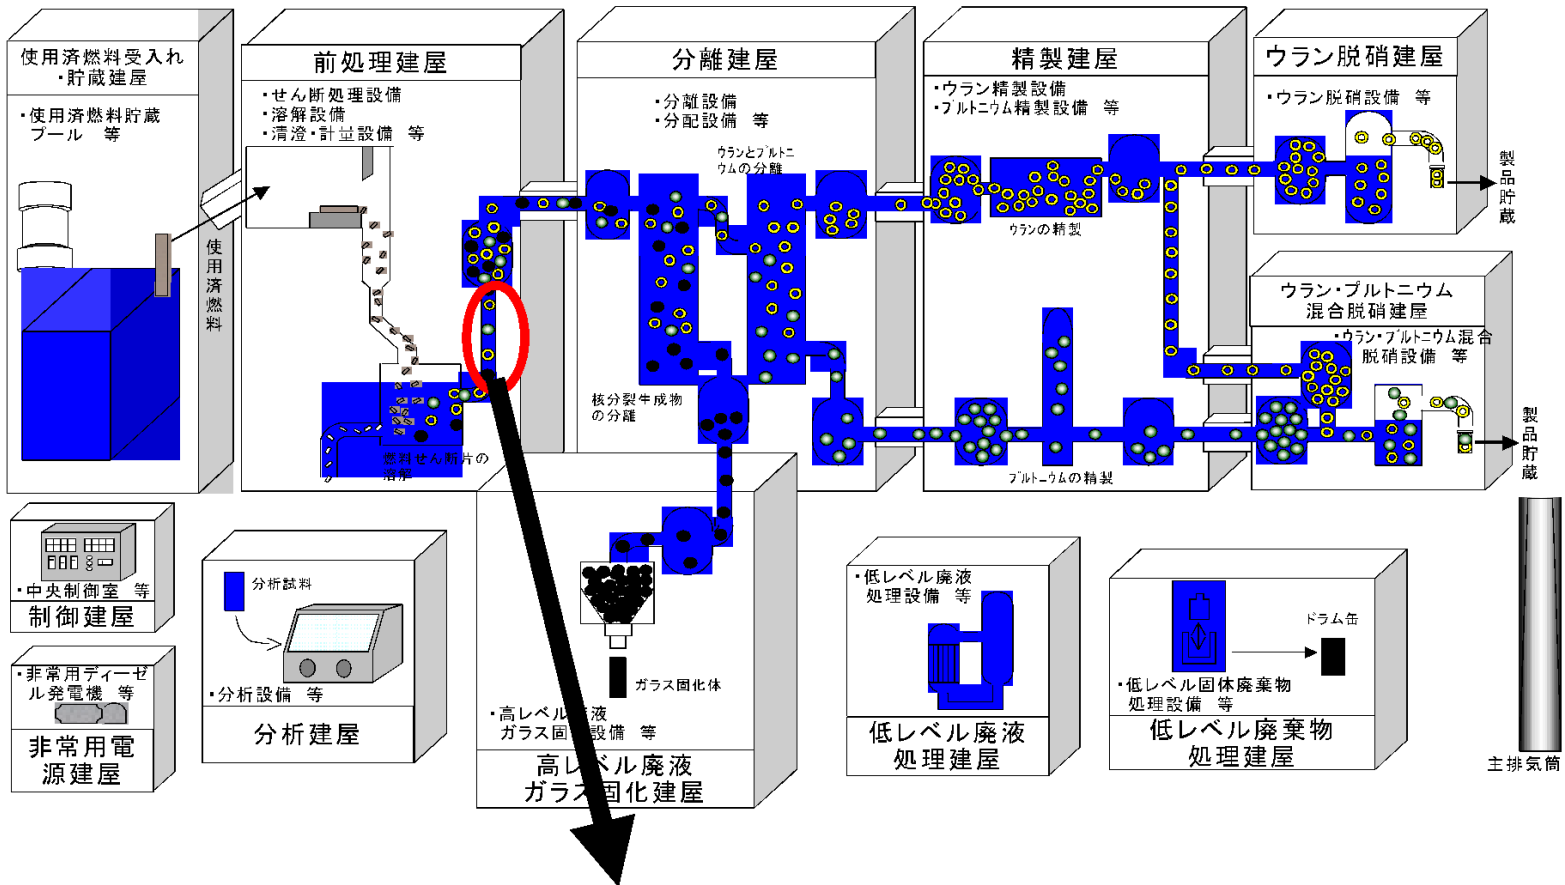 使用済燃料受入れ
・貯蔵建屋
・使用済燃料貯蔵
プール 等
使用済燃料
前処理建屋
・せん断処理設備
・溶解設備
・清澄・計量設備 等
燃料せん断片の
溶解
分離建屋
・分離設備
・分配設備 等
ウランとプルトニ
ウムの分離
核分裂生成物
の分離
精製建屋
・ウラン精製設備
・プルトニウム精製設備 等
ウランの精製
プルトニウムの精製
ウラン脱硝建屋
・ウラン脱硝設備 等
製品貯蔵
ウラン・プルトニウム
混合脱硝建屋
・ウラン・プルトニウム混合
脱硝設備 等
製品貯蔵
・中央制御室 等
制御建屋
・非常用ディーゼ
ル発電機 等
非常用電
源建屋
分析試料
・分析設備 等
分析建屋
ガラス固化体
・高レベル廃液
ガラス固化設備 等
高レベル廃液
ガラス固化建屋
・低レベル廃液
処理設備 等
低レベル廃液
処理建屋
ドラム缶
・低レベル固体廃棄物
処理設備 等
低レベル廃棄物
処理建屋
主排気筒